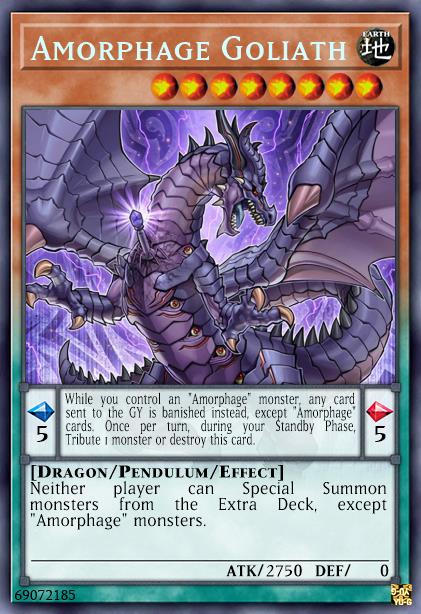 AMORPHAGE GOLIATH
EARTH
地
While you control an "Amorphage" monster, any card
sent to the GY is banished instead, except "Amorphage"
cards. Once per turn, during your Standby Phase,
Tribute 1 monster or destroy this card.
5
5
[DRAGON/PENDULUM/EFFECT]
Neither player can Special Summon
monsters from the Extra Deck, except
"Amorphage" monsters.
ATK/2750 DEF/ 0
69072185